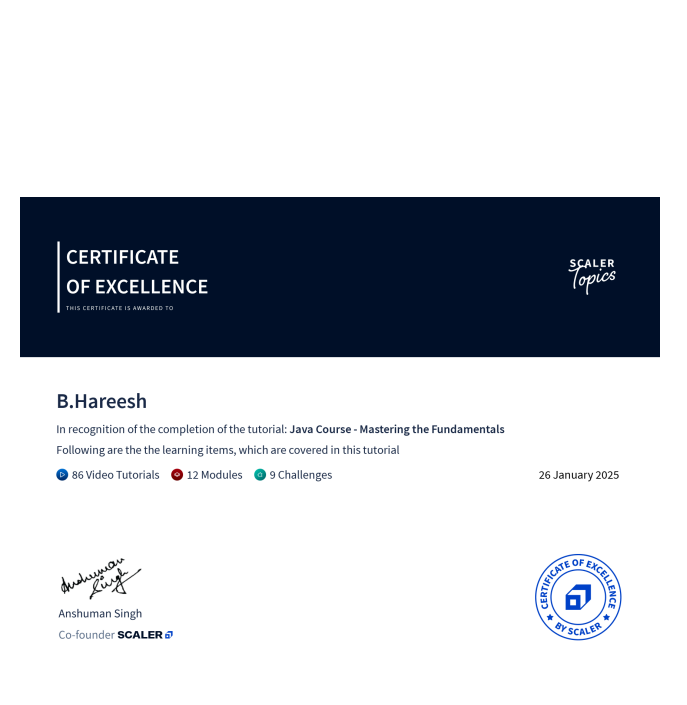 CERTIFICATE
OF EXCELLENCE
THIS CERTIFICATE IS AWARDED TO
SCALER
Topics
B.Hareesh
In recognition of the completion of the tutorial: Java Course - Mastering the Fundamentals
Following are the the learning items, which are covered in this tutorial
86 Video Tutorials 12 Modules 9 Challenges
26 January 2025
Anshuman
Singh
Anshuman Singh
Co-founder SCALER
CERTIFICATE OF EXCELLENCE
BY SCALER